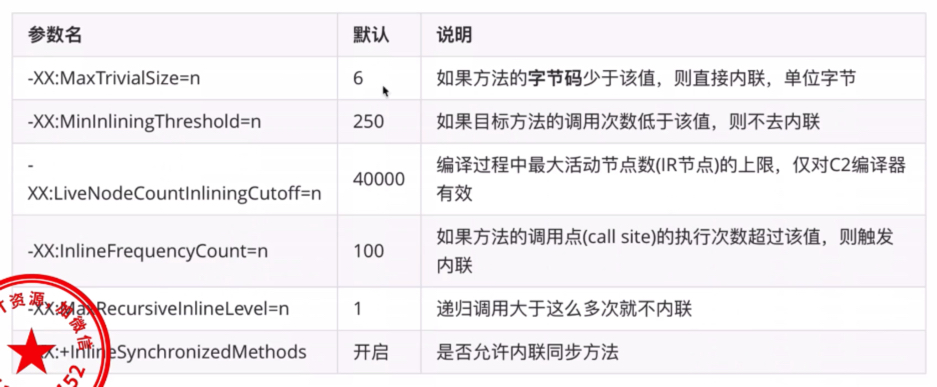 参数名 默认 说明
-XX:MaxTrivialSize=n 6 如果方法的字节码少于该值，则直接内联，单位字节
-XX:MinInliningThreshold=n 250 如果目标方法的调用次数低于该值，则不去内联
-
XX:LiveNodeCountInliningCutoff=n 40000 编译过程中最大活动节点数(IR节点)的上限，仅对C2编译器
有效
-XX:InlineFrequencyCount=n 100 如果方法的调用点(call site)的执行次数超过该值，则触发
内联
-XX:MaxRecursiveInlineLevel=n 1 递归调用大于这么多次就不内联
XX:+InlineSynchronizedMethods 开启 是否允许内联同步方法
资源
微信
152